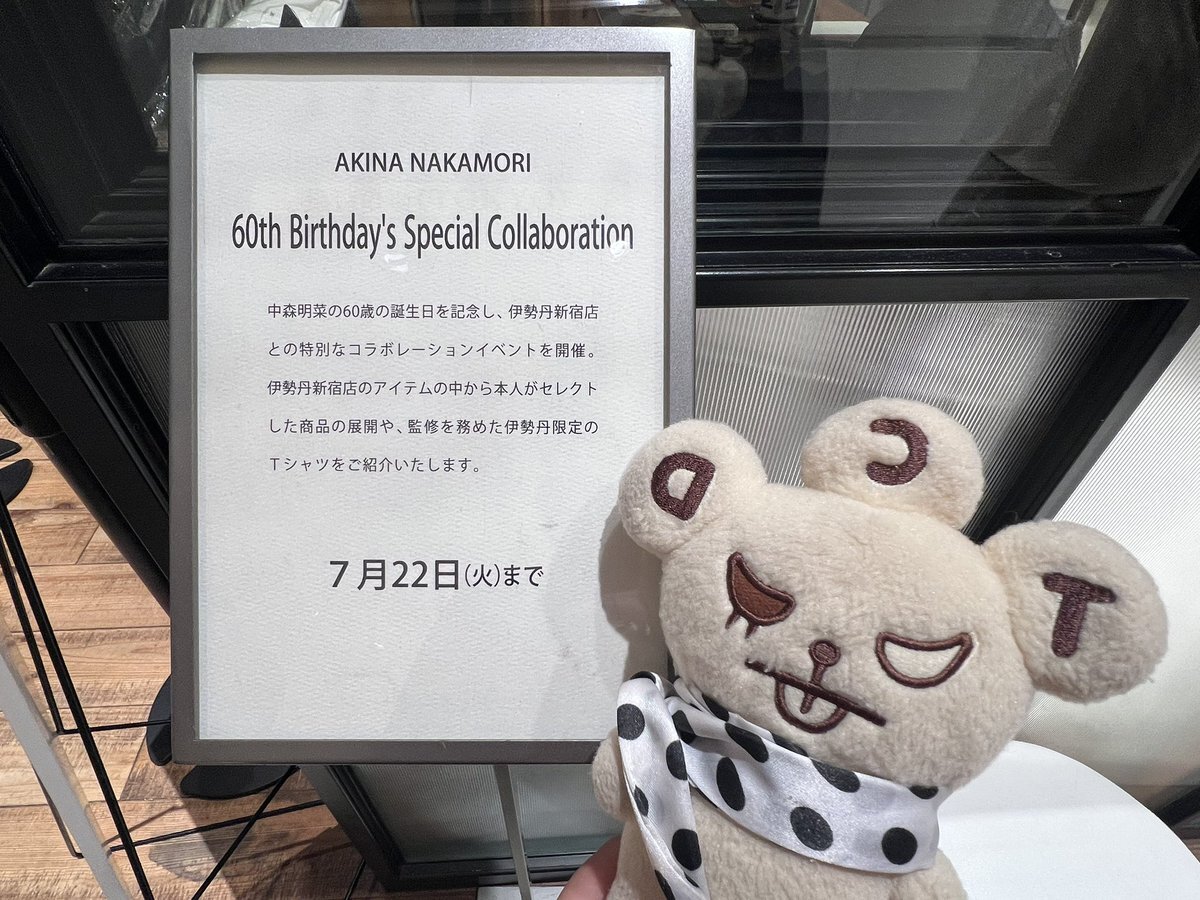 AKINA NAKAMORI
60th Birthday's Special Collaboration
中森明菜の60歳の誕生日を記念し、伊勢丹新宿店
との特別なコラボレーションイベントを開催。
伊勢丹新宿店のアイテムの中から本人がセレクト
した商品の展開や、監修を務めた伊勢丹限定の
Ｔシャツをご紹介いたします。
７月22日(火)まで
D
C
T